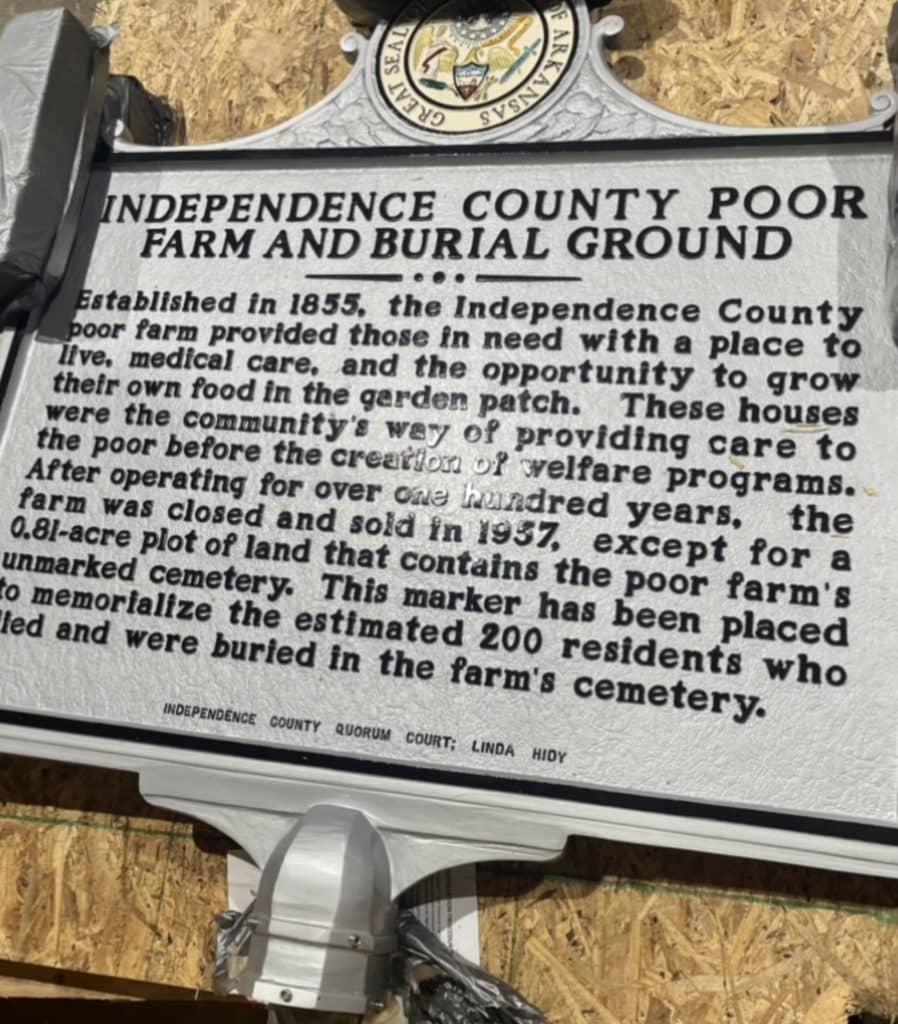 GREAT SEAL OF ARKANSAS
INDEPENDENCE COUNTY POOR
FARM AND BURIAL GROUND
Established in 1855, the Independence County
poor farm provided those in need with a place to
live, medical care, and the opportunity to grow
their own food in the garden patch. These houses
were the community's way of providing care to
the poor before the creation of welfare programs.
After operating for over one hundred years, the
farm was closed and sold in 1957, except for a
0.81-acre plot of land that contains the poor farm's
unmarked cemetery. This marker has been placed
to memorialize the estimated 200 residents who
ied and were buried in the farm's cemetery.
INDEPENDENCE COUNTY QUORUM COURT; LINDA HIDY